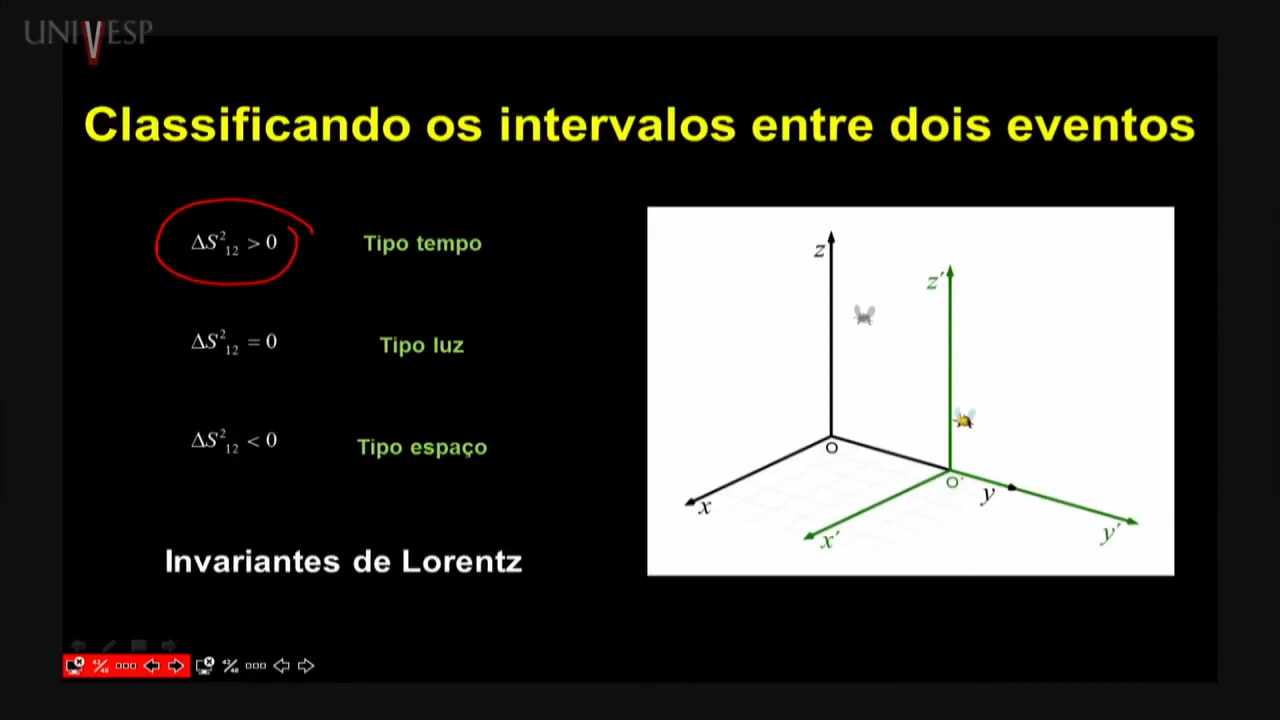 UNIVESP
Classificando os intervalos entre dois eventos
ΔS²₁₂ > 0 Tipo tempo
ΔS²₁₂ = 0 Tipo luz
ΔS²₁₂ < 0 Tipo espaço
Invariantes de Lorentz
z
z´
O
O'
x
x´
y
y´